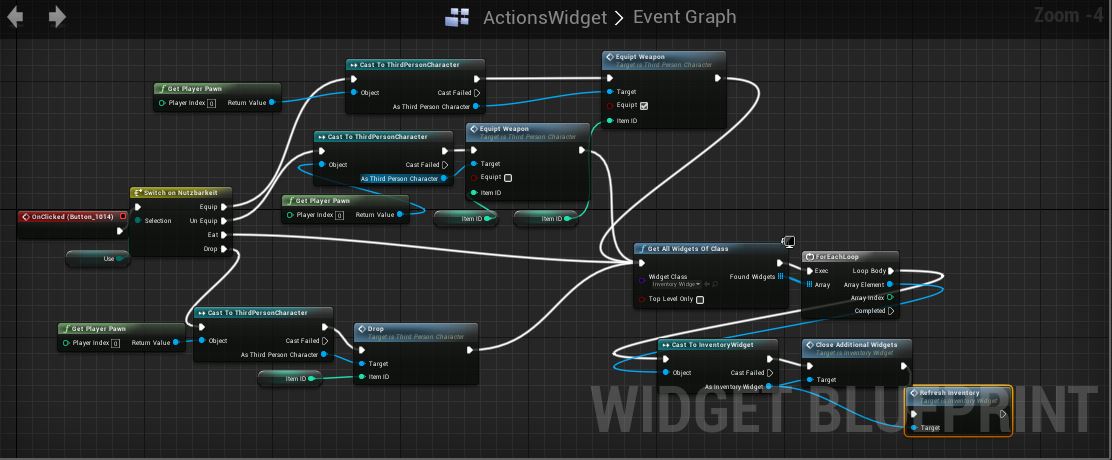 ActionsWidget > Event Graph
Zoom -4
Cast To ThirdPersonCharacter
Object
Cast Failed
As Third Person Character
Equipt Weapon
Target is Third Person Character
Target
Equipt
Item ID
Get Player Pawn
Player Index 0
Return Value
Cast To ThirdPersonCharacter
Object
Cast Failed
As Third Person Character
Equipt Weapon
Target is Third Person Character
Target
Equipt
Item ID
Get Player Pawn
Player Index 0
Return Value
Item ID
Item ID
Switch on Nutzbarkeit
Selection
Equip
Un Equip
Eat
Drop
OnClicked (Button_1014)
Use
Get All Widgets Of Class
Widget Class
Inventory Widge
Found Widgets
Top Level Only
ForEachLoop
Exec
Loop Body
Array
Array Element
Array Index
Completed
Cast To ThirdPersonCharacter
Object
Cast Failed
As Third Person Character
Get Player Pawn
Player Index 0
Return Value
Drop
Target is Third Person Character
Target
Item ID
Item ID
Cast To InventoryWidget
Object
Cast Failed
As Inventory Widget
Close Additional Widgets
Target is Inventory Widget
Target
Refresh Inventory
Target is Inventory Widget
Target
WIDGET BLUEPRINT